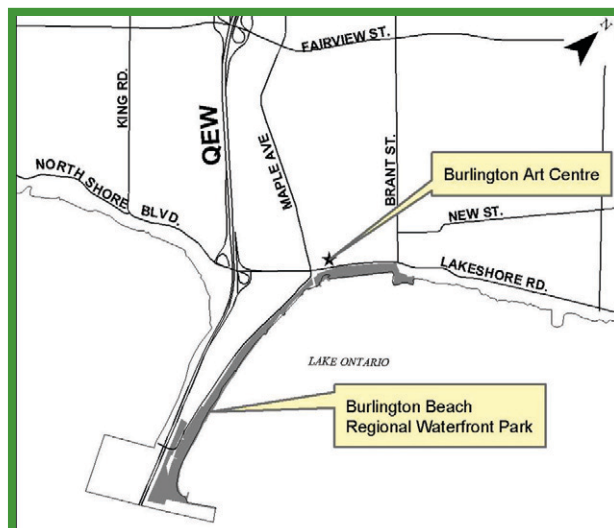 FAIRVIEW ST.
N
KING RD.
QEW
MAPLE AVE
BRANT ST.
Burlington Art Centre
NORTH SHORE
BLVD.
NEW ST.
LAKESHORE RD.
LAKE ONTARIO
Burlington Beach
Regional Waterfront Park